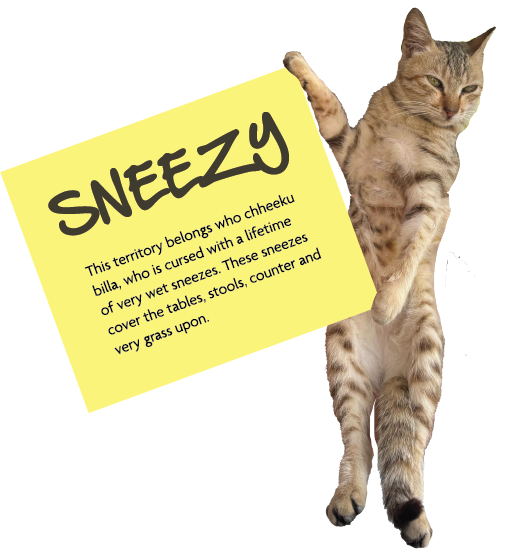 SNEEZY
This territory belongs who chheeku
billa, who is cursed with a lifetime
of very wet sneezes. These sneezes
cover the tables, stools, counter and
very grass upon.